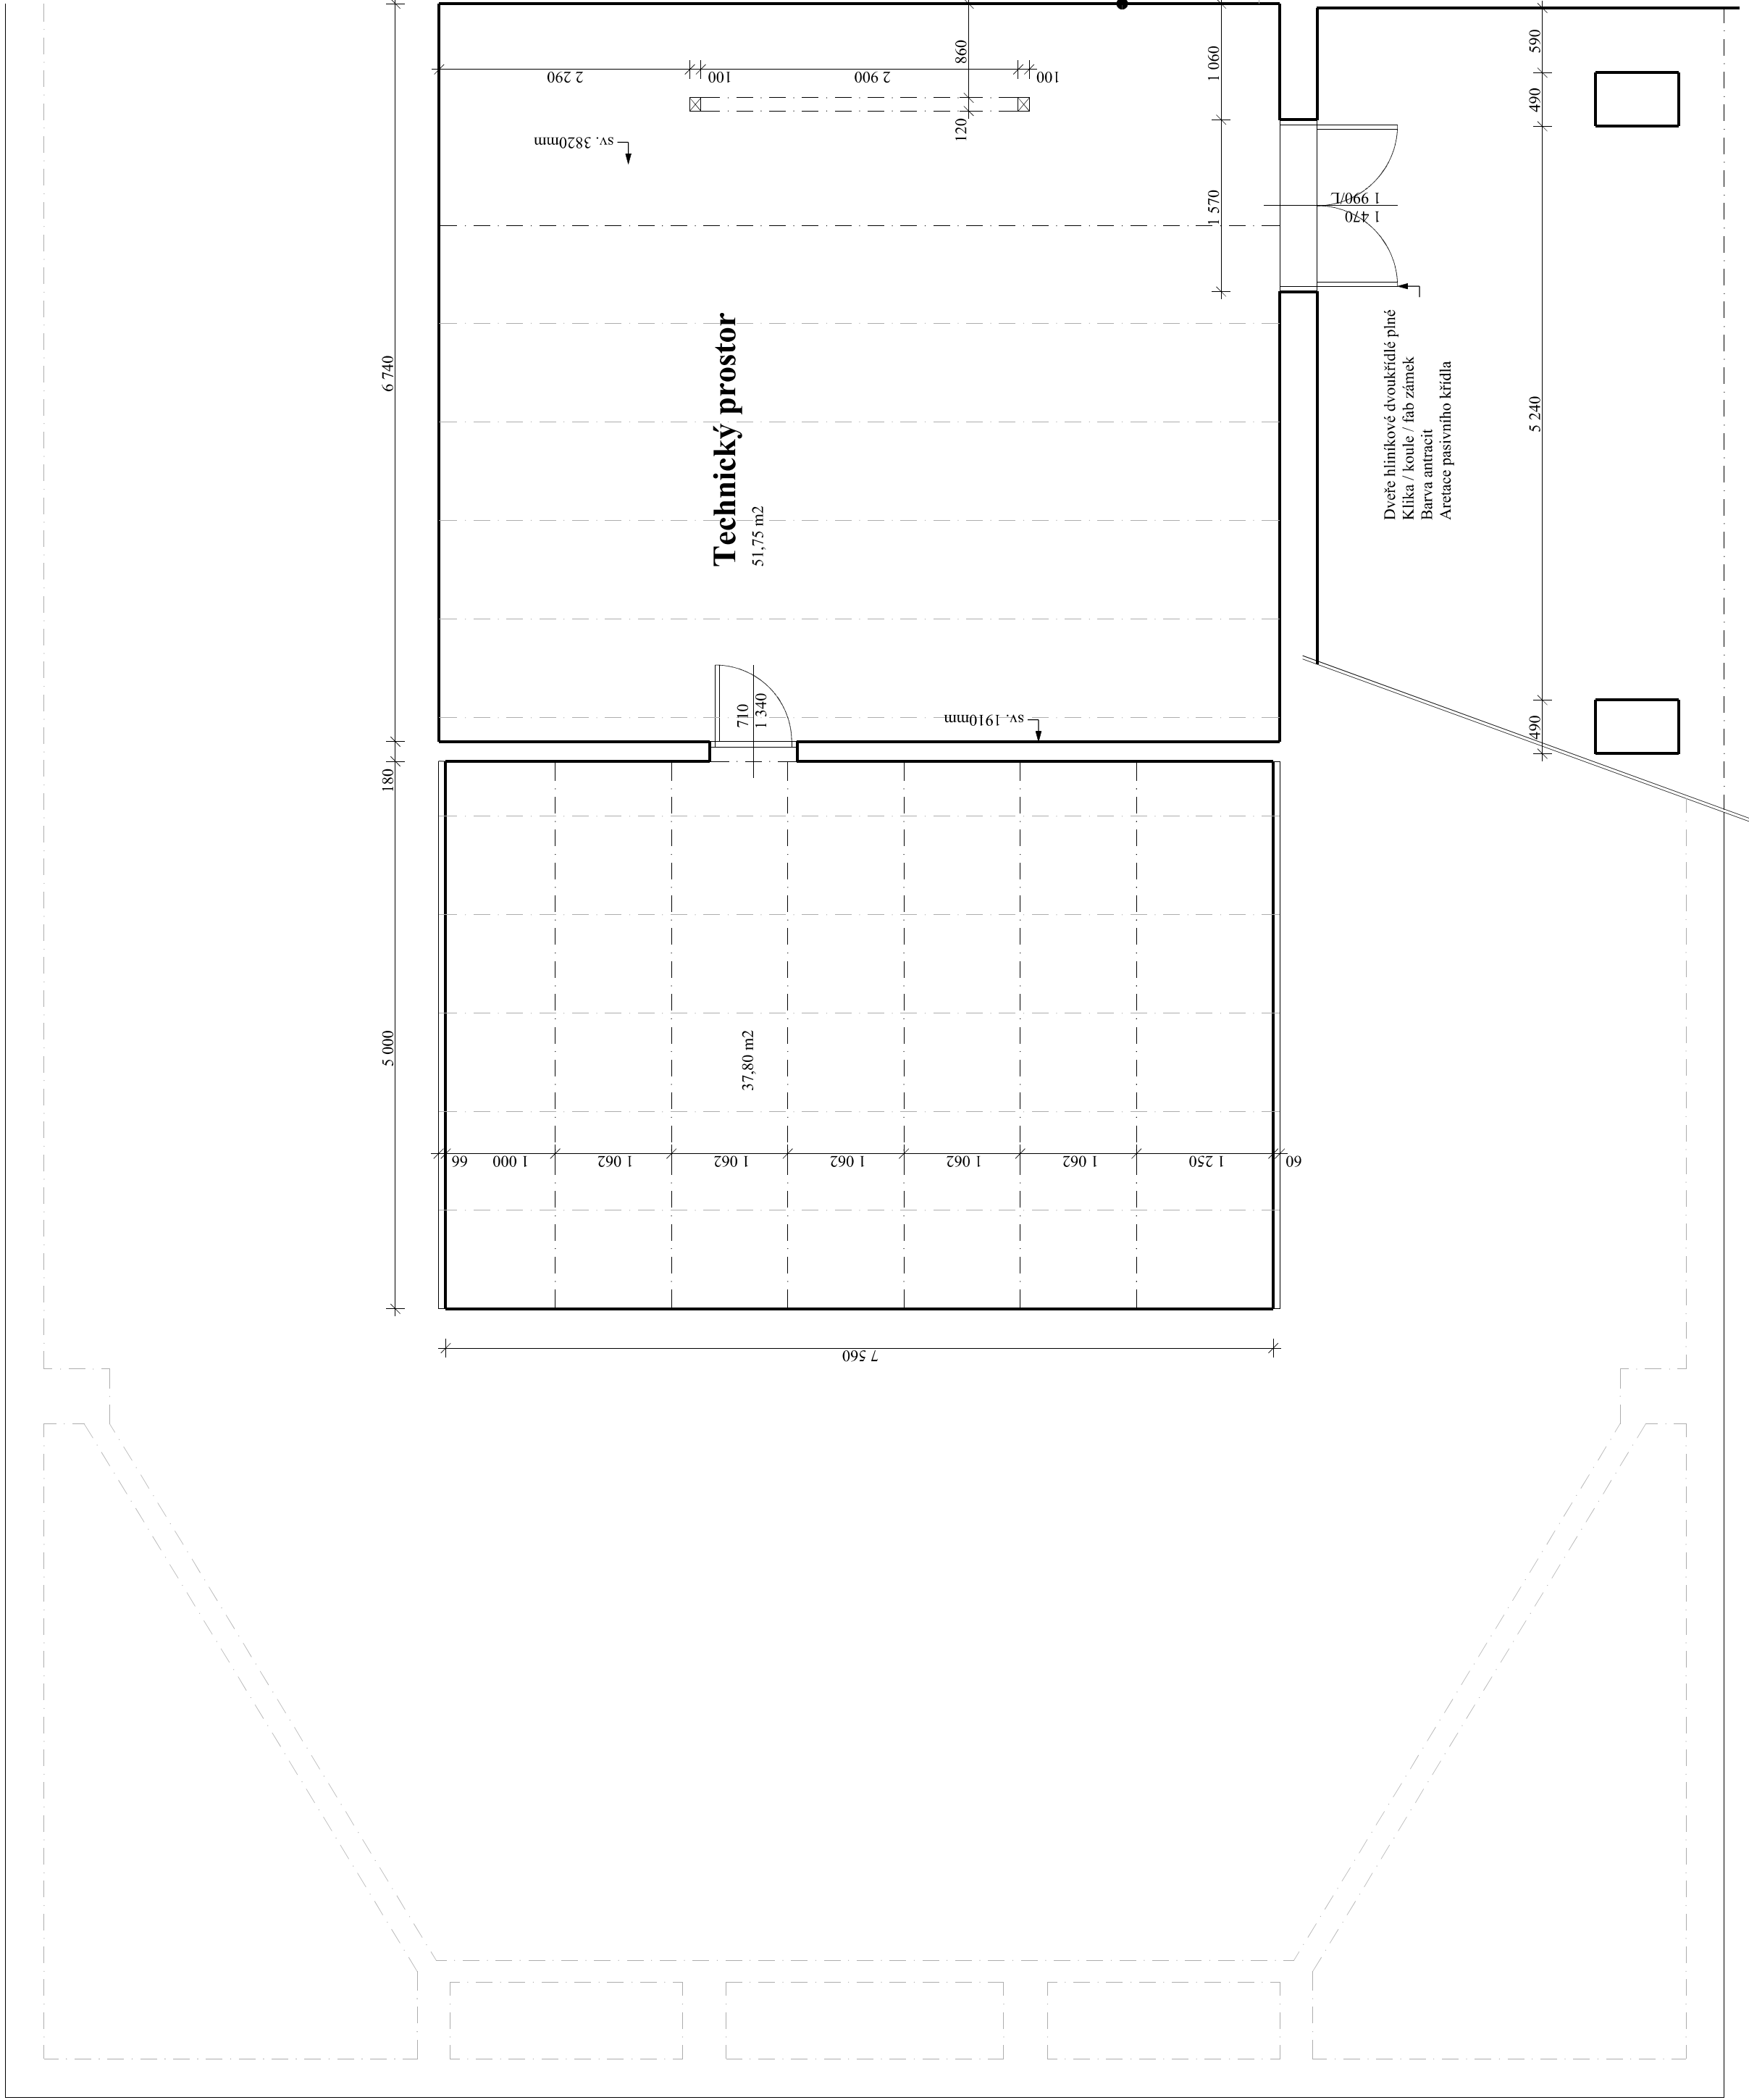 6 740
180
5 000
2 290
100
2 900
100
860
120
1 060
1 570
sv. 3820mm
Technický prostor
51,75 m2
1 990/L
1 470
590
490
5 240
490
Dveře hliníkové dvoukřídlé plné
Klika / koule / fab zámek
Barva antracit
Aretace pasivního křídla
710
1 340
sv. 1910mm
37,80 m2
66
1 000
1 062
1 062
1 062
1 062
1 062
1 250
60
7 560